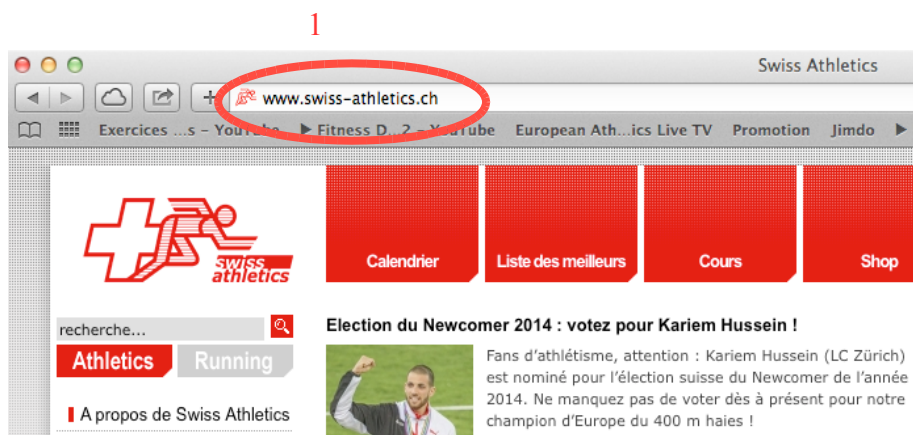 1
Swiss Athletics
www.swiss-athletics.ch
Exercices ...s – YouTube ▶ Fitness D...2 – YouTube European Ath...ics Live TV Promotion Jimdo ▶
swiss
athletics
Calendrier Liste des meilleurs Cours Shop
recherche...
Athletics Running
A propos de Swiss Athletics
Election du Newcomer 2014 : votez pour Kariem Hussein !
Fans d’athlétisme, attention : Kariem Hussein (LC Zürich)
est nominé pour l’élection suisse du Newcomer de l’année
2014. Ne manquez pas de voter dès à présent pour notre
champion d’Europe du 400 m haies !